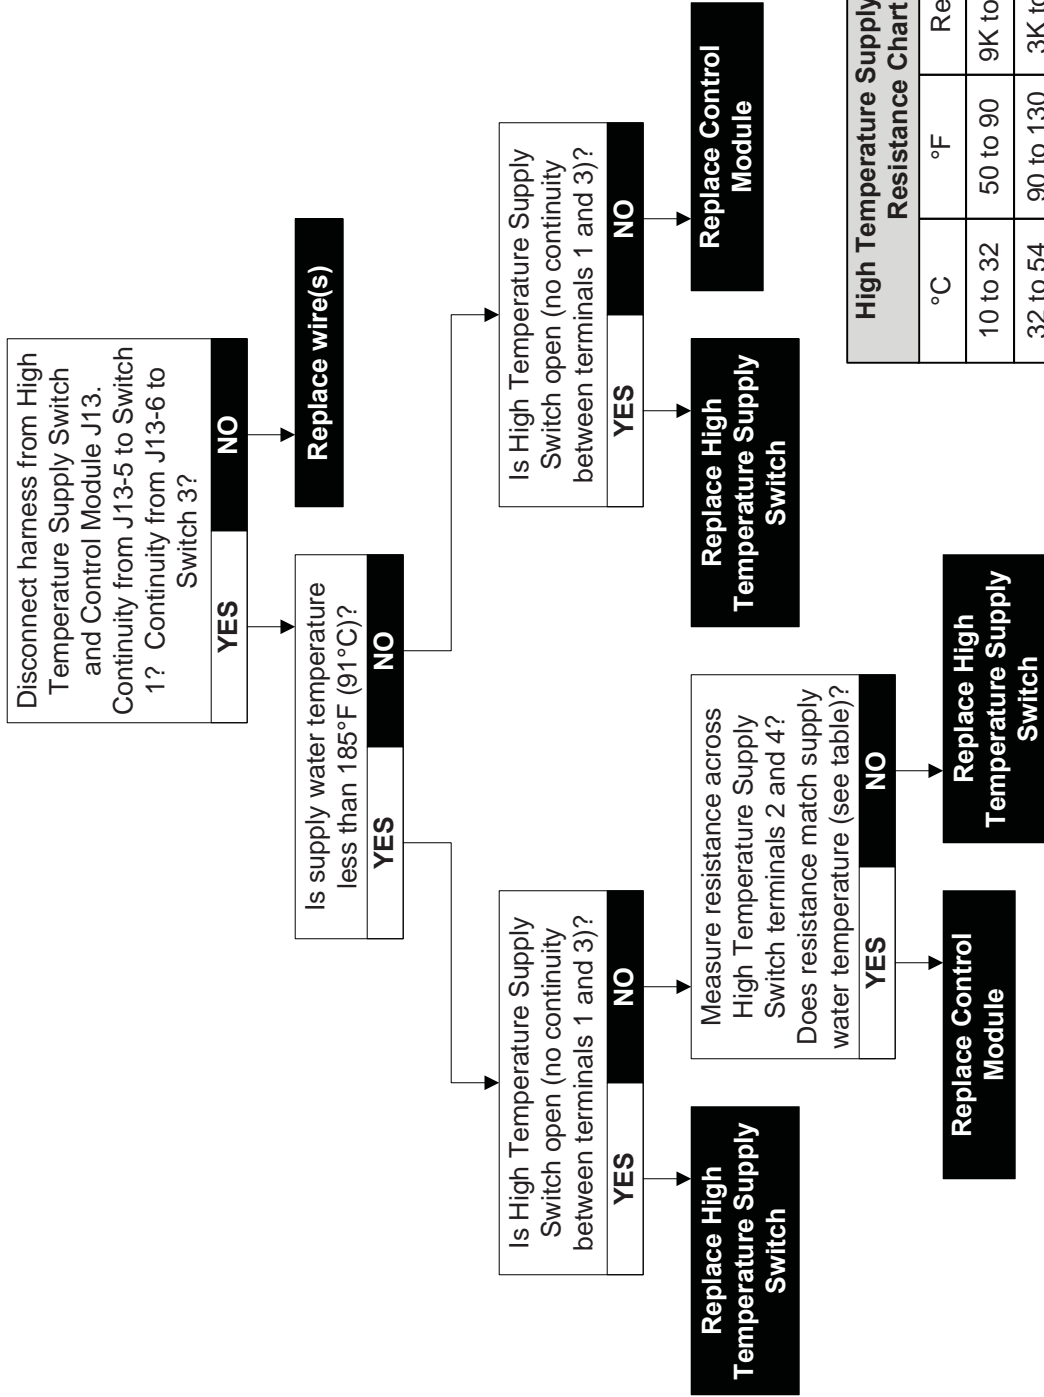 Disconnect harness from High
Temperature Supply Switch
and Control Module J13.
Continuity from J13-5 to Switch
1? Continuity from J13-6 to
Switch 3?
YES
NO
Replace wire(s)
Is supply water temperature
less than 185°F (91°C)?
YES
NO
Is High Temperature Supply
Switch open (no continuity
between terminals 1 and 3)?
YES
NO
Is High Temperature Supply
Switch open (no continuity
between terminals 1 and 3)?
YES
NO
Replace High
Temperature Supply
Switch
Measure resistance across
High Temperature Supply
Switch terminals 2 and 4?
Does resistance match supply
water temperature (see table)?
YES
NO
Replace High
Temperature Supply
Switch
Replace Control
Module
Replace Control
Module
Replace High
Temperature Supply
Switch
High Temperature Supply
Resistance Chart
°C °F
10 to 32 50 to 90 9K to
32 to 54 90 to 130 3K to